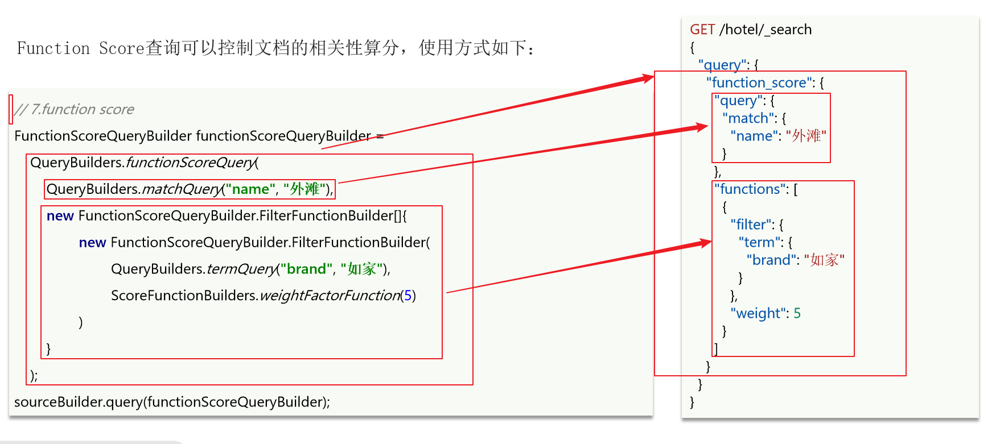 Function Score查询可以控制文档的相关性算分，使用方式如下：
// 7.function score
FunctionScoreQueryBuilder functionScoreQueryBuilder =
QueryBuilders.functionScoreQuery(
QueryBuilders.matchQuery("name", "外滩"),
new FunctionScoreQueryBuilder.FilterFunctionBuilder[]{
new FunctionScoreQueryBuilder.FilterFunctionBuilder(
QueryBuilders.termQuery("brand", "如家"),
ScoreFunctionBuilders.weightFactorFunction(5)
)
}
);
sourceBuilder.query(functionScoreQueryBuilder);
GET /hotel/_search
{
"query": {
"function_score": {
"query": {
"match": {
"name": "外滩"
}
},
"functions": [
{
"filter": {
"term": {
"brand": "如家"
}
},
"weight": 5
}
]
}
}
}